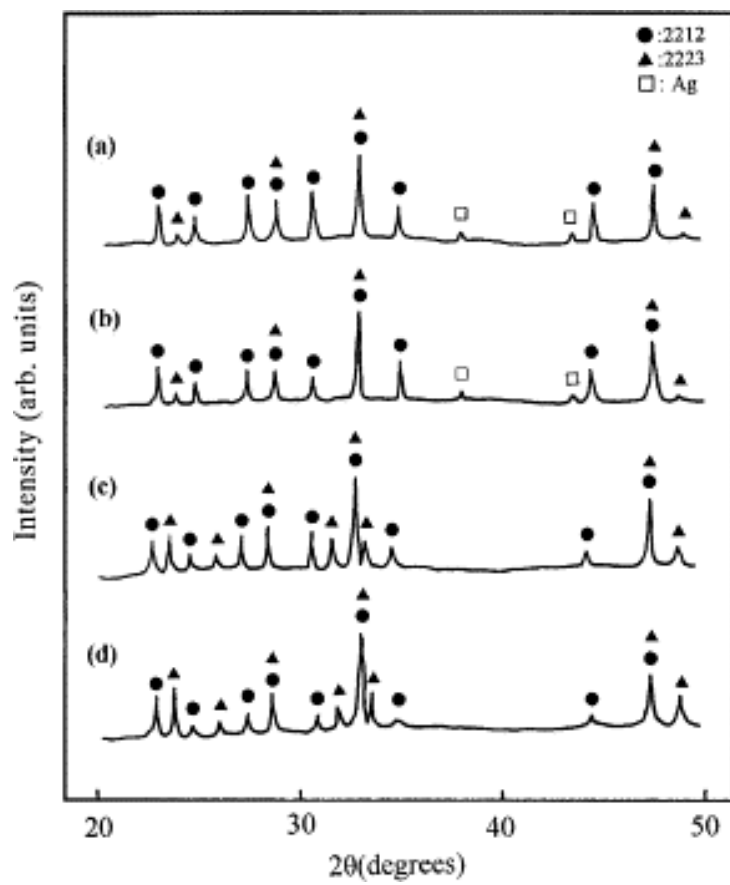 ●:2212
▲:2223
□: Ag
(a)
(b)
(c)
(d)
Intensity (arb. units)
20 30 40 50
2θ(degrees)